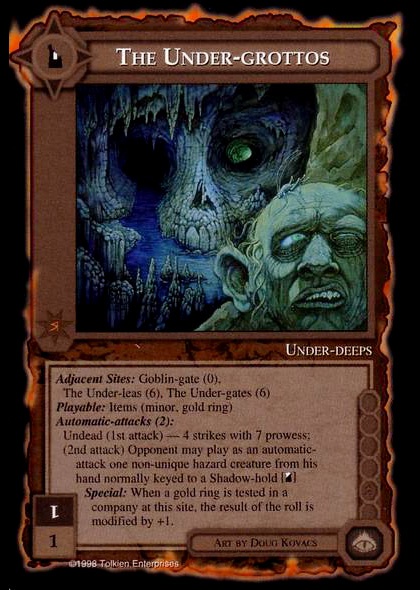 THE UNDER-GROTTOS
UNDER-DEEPS
Adjacent Sites: Goblin-gate (0),
The Under-leas (6), The Under-gates (6)
Playable: Items (minor, gold ring)
Automatic-attacks (2):
Undead (1st attack) — 4 strikes with 7 prowess;
(2nd attack) Opponent may play as an automatic-
attack one non-unique hazard creature from his
hand normally keyed to a Shadow-hold []
Special: When a gold ring is tested in a
company at this site, the result of the roll is
modified by +1.
1
ART BY DOUG KOVACS
©1998 Tolkien Enterprises